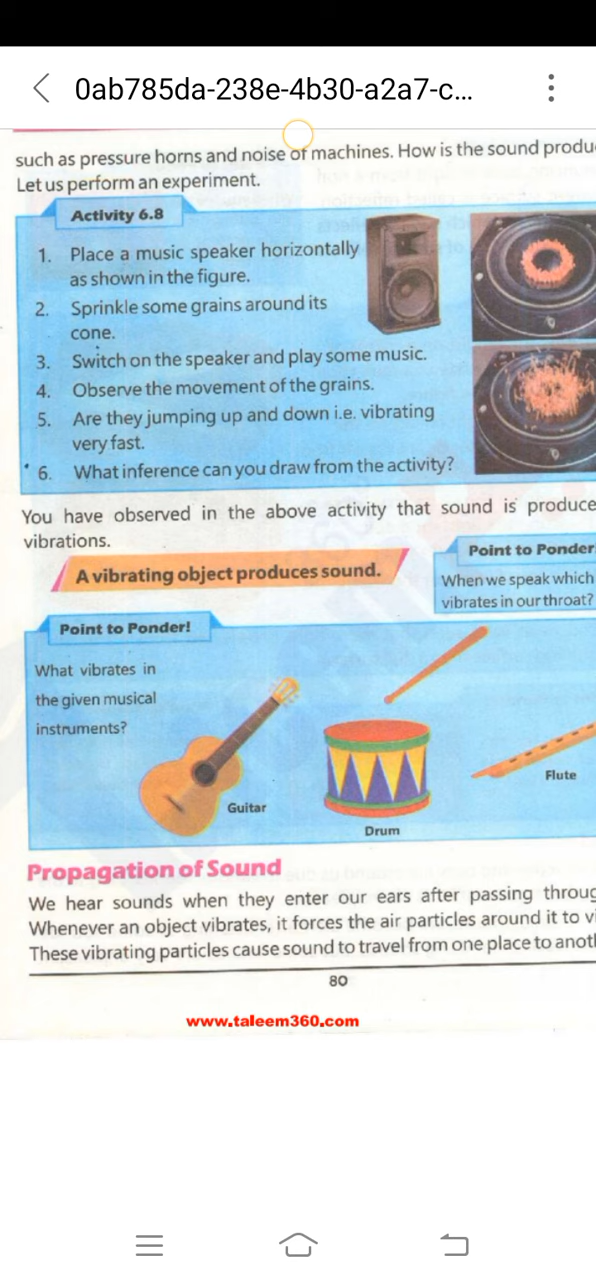 0ab785da-238e-4b30-a2a7-c...
such as pressure horns and noise of machines. How is the sound
Let us perform an experiment.
Activity 6.8
1. Place a music speaker horizontally
as shown in the figure.
2. Sprinkle some grains around its
cone.
3. Switch on the speaker and play some music.
4. Observe the movement of the grains.
5. Are they jumping up and down i.e. vibrating
very fast.
6. What inference can you draw from the activity?
You have observed in the above activity that sound is produce
vibrations.
A vibrating object produces sound.
Point to Ponder
When we speak which
vibrates in our throat?
Point to Ponder!
What vibrates in
the given musical
instruments?
Guitar
Drum
Flute
Propagation of Sound
We hear sounds when they enter our ears after passing
Whenever an object vibrates, it forces the air particles around it to
These vibrating particles cause sound to travel from one place to
80
www.taleem360.com